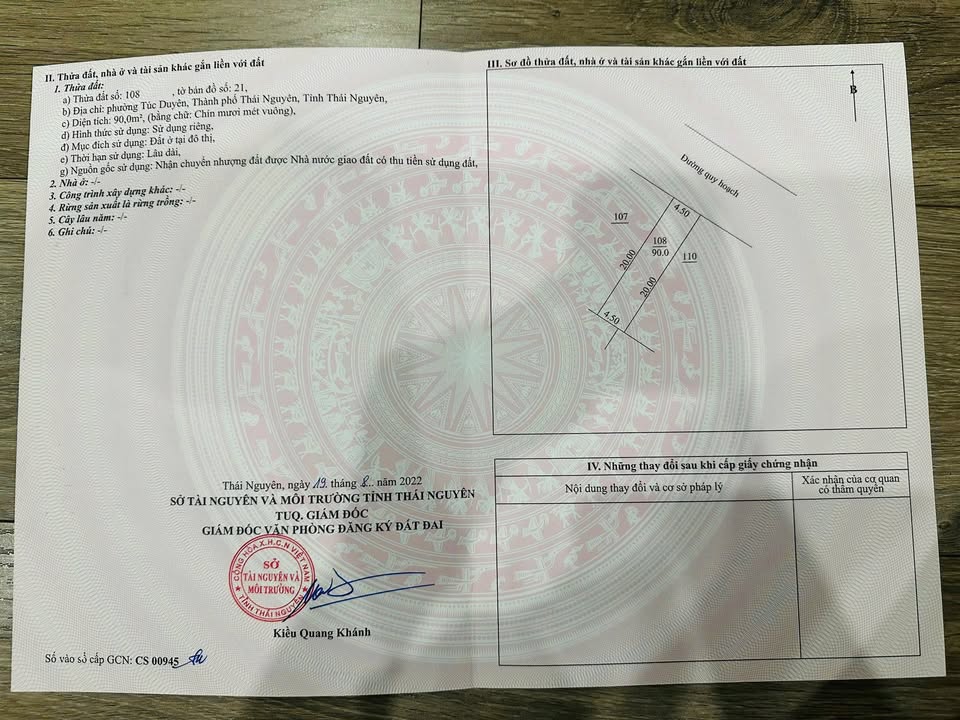 II. Thửa đất, nhà ở và tài sản khác gắn liền với đất
1. Thửa đất:
a) Thửa đất số: 108 , tờ bản đồ số: 21,
b) Địa chỉ: phường Túc Duyên, Thành phố Thái Nguyên, Tỉnh Thái Nguyên,
c) Diện tích: 90,0m², (bằng chữ: Chín mươi mét vuông),
d) Hình thức sử dụng: Sử dụng riêng,
đ) Mục đích sử dụng: Đất ở tại đô thị,
e) Thời hạn sử dụng: Lâu dài,
g) Nguồn gốc sử dụng: Nhận chuyển nhượng đất được Nhà nước giao đất có thu tiền sử dụng đất,
2. Nhà ở: -/-
3. Công trình xây dựng khác: -/-
4. Rừng sản xuất là rừng trồng: -/-
5. Cây lâu năm: -/-
6. Ghi chú: -/-
Thái Nguyên, ngày 19 tháng 8 năm 2022
SỞ TÀI NGUYÊN VÀ MÔI TRƯỜNG TỈNH THÁI NGUYÊN
TUQ. GIÁM ĐỐC
GIÁM ĐỐC VĂN PHÒNG ĐĂNG KÝ ĐẤT ĐAI
CỘNG HÒA X.H.C.N VIỆT NAM
SỞ
TÀI NGUYÊN VÀ
MÔI TRƯỜNG
TỈNH THÁI NGUYÊN
Kiều Quang Khánh
Số vào sổ cấp GCN: CS 00945
III. Sơ đồ thửa đất, nhà ở và tài sản khác gắn liền với đất
B
Đường quy hoạch
107
4.50
108
90.0
110
20.00
20.00
4.50
IV. Những thay đổi sau khi cấp giấy chứng nhận
Nội dung thay đổi và cơ sở pháp lý
Xác nhận của cơ quan
có thẩm quyền